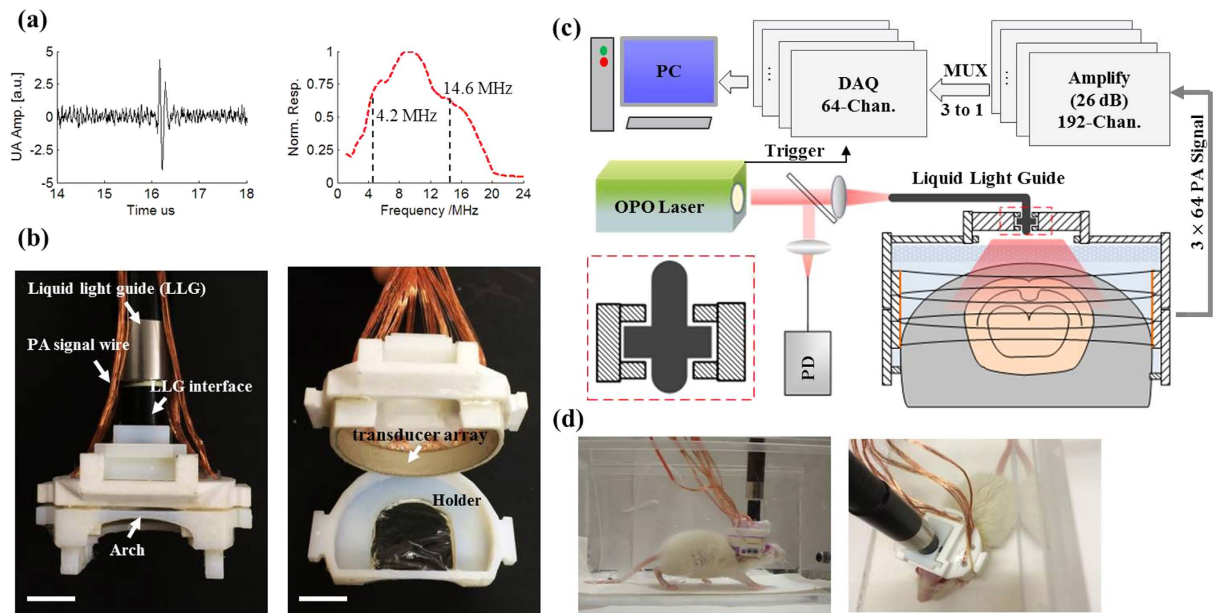 (a)
UA Amp. [a.u.]
5
2.5
0
-2.5
-5
14
15
16
17
18
Time us
Norm. Resp.
1
0.75
0.5
0.25
0
14.6 MHz
4.2 MHz
0
4
8
12
16
20
24
Frequency /MHz
(b)
Liquid light guide (LLG)
PA signal wire
LLG interface
Arch
transducer array
Holder
(c)
PC
DAQ
64-Chan.
MUX
3 to 1
Amplify
(26 dB)
192-Chan.
Trigger
OPO Laser
Liquid Light Guide
3 × 64 PA Signal
PD
(d)